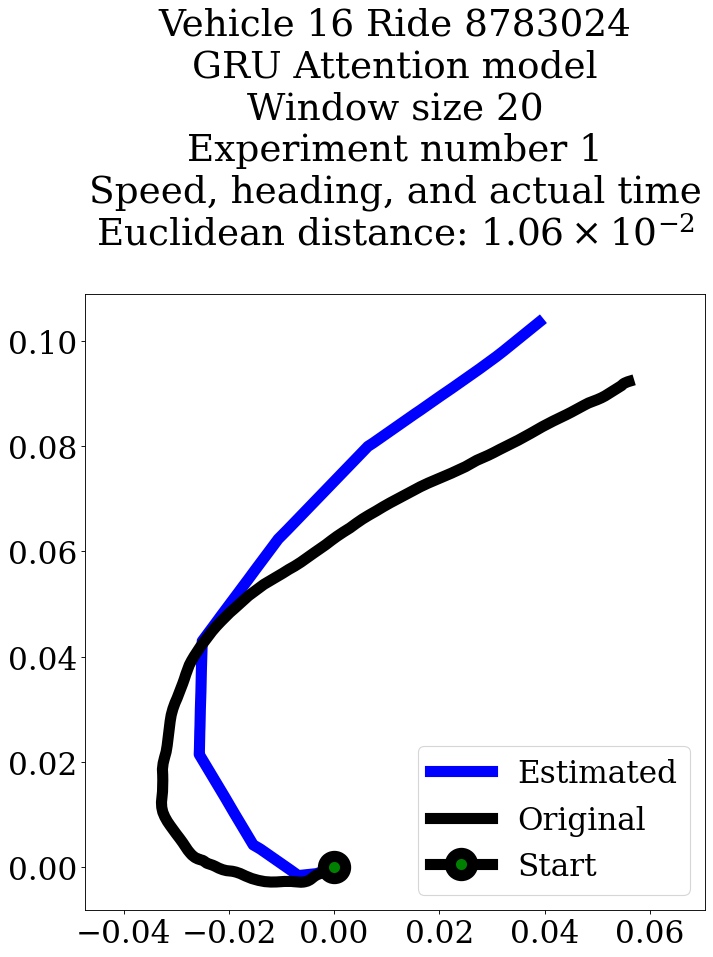 Vehicle 16 Ride 8783024
GRU Attention model
Window size 20
Experiment number 1
Speed, heading, and actual time
Euclidean distance: 1.06 × 10⁻²
0.10
0.08
0.06
0.04
0.02
0.00
Estimated
Original
Start
−0.04 −0.02 0.00 0.02 0.04 0.06